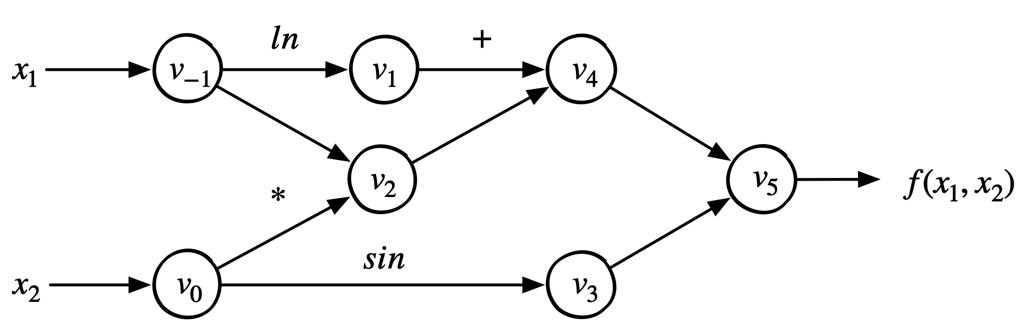 ln
+
x₁
v₋₁
v₁
v₄
*
v₂
v₅
f(x₁, x₂)
sin
x₂
v₀
v₃